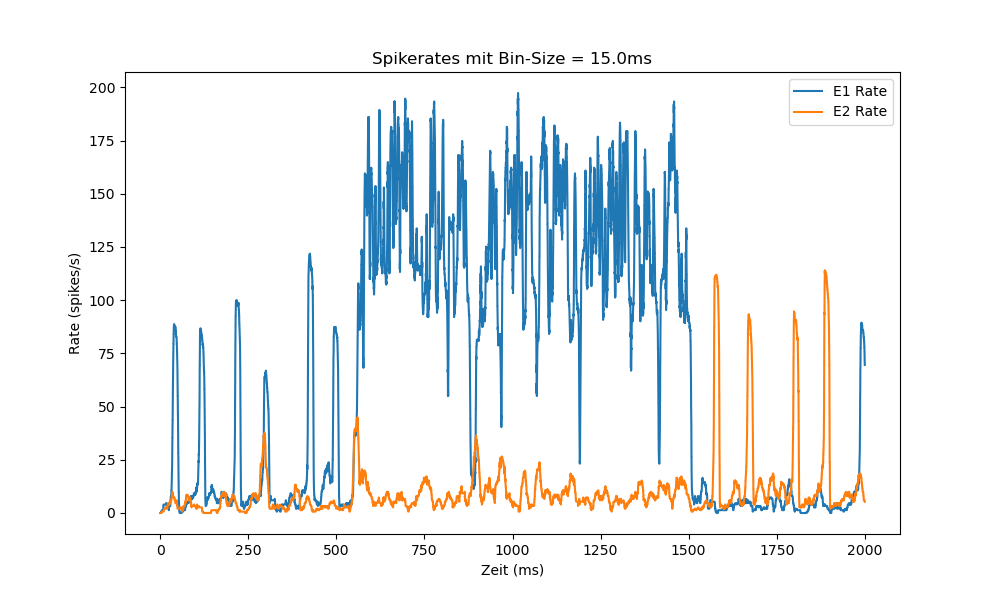 Spikerates mit Bin-Size = 15.0ms
E1 Rate
E2 Rate
Rate (spikes/s)
200
175
150
125
100
75
50
25
0
0 250 500 750 1000 1250 1500 1750 2000
Zeit (ms)